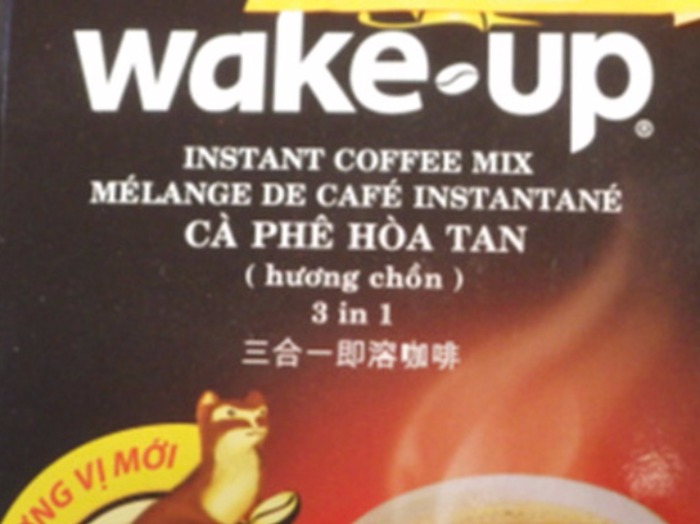 wake-up®
INSTANT COFFEE MIX
MÉLANGE DE CAFÉ INSTANTANÉ
CÀ PHÊ HÒA TAN
( hương chồn )
3 in 1
三合一即溶咖啡
VỊ MỚI